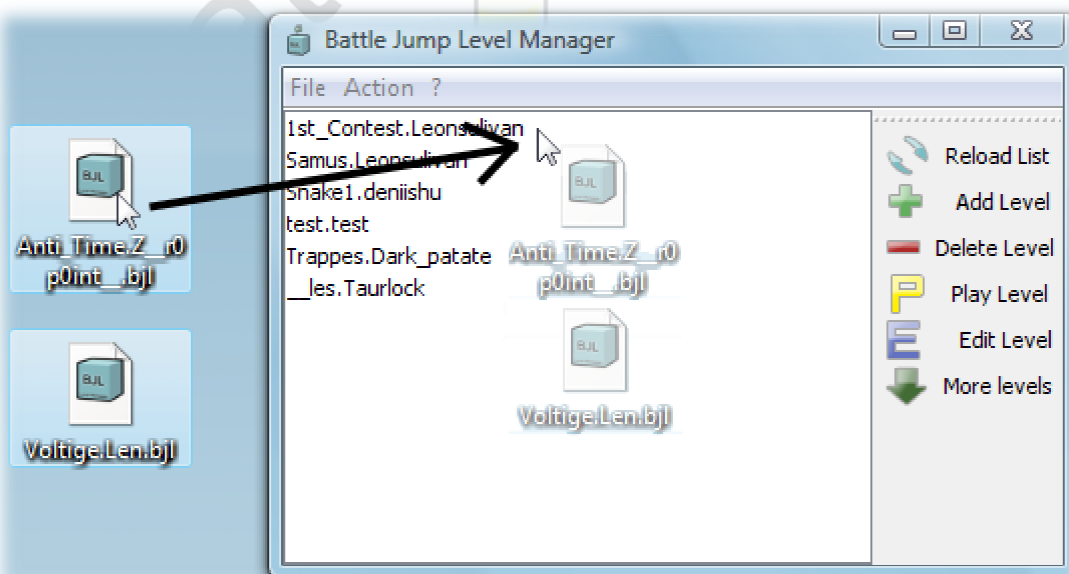 Battle Jump Level Manager
File Action ?
1st_Contest.Leonsulivan
Samus.Leonsulivan
Snake1.deniishu
test.test
Trappes.Dark_patate
__les.Taurlock
BJL
Anti_Time.Z__r0
p0int__.bjl
BJL
Voltige.Len.bjl
BJL
Anti_Time.Z__r0
p0int__.bjl
BJL
Voltige.Len.bjl
Reload List
Add Level
Delete Level
P
Play Level
E
Edit Level
More levels